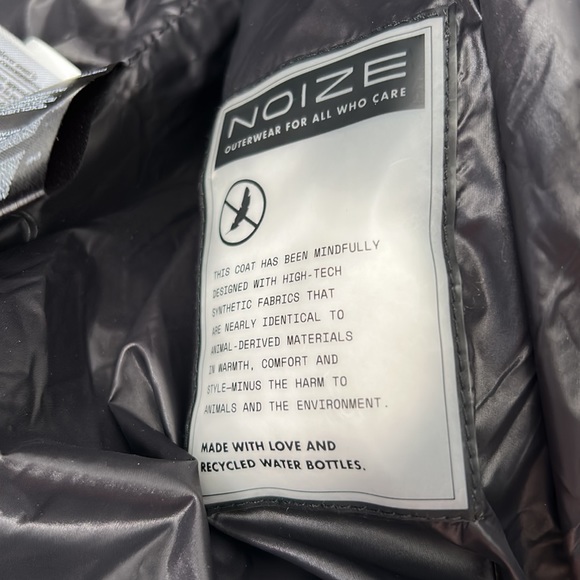 NOIZE
OUTERWEAR FOR ALL WHO CARE
THIS COAT HAS BEEN MINDFULLY
DESIGNED WITH HIGH-TECH
SYNTHETIC FABRICS THAT
ARE NEARLY IDENTICAL TO
ANIMAL-DERIVED MATERIALS
IN WARMTH, COMFORT AND
STYLE–MINUS THE HARM TO
ANIMALS AND THE ENVIRONMENT.
MADE WITH LOVE AND
RECYCLED WATER BOTTLES.